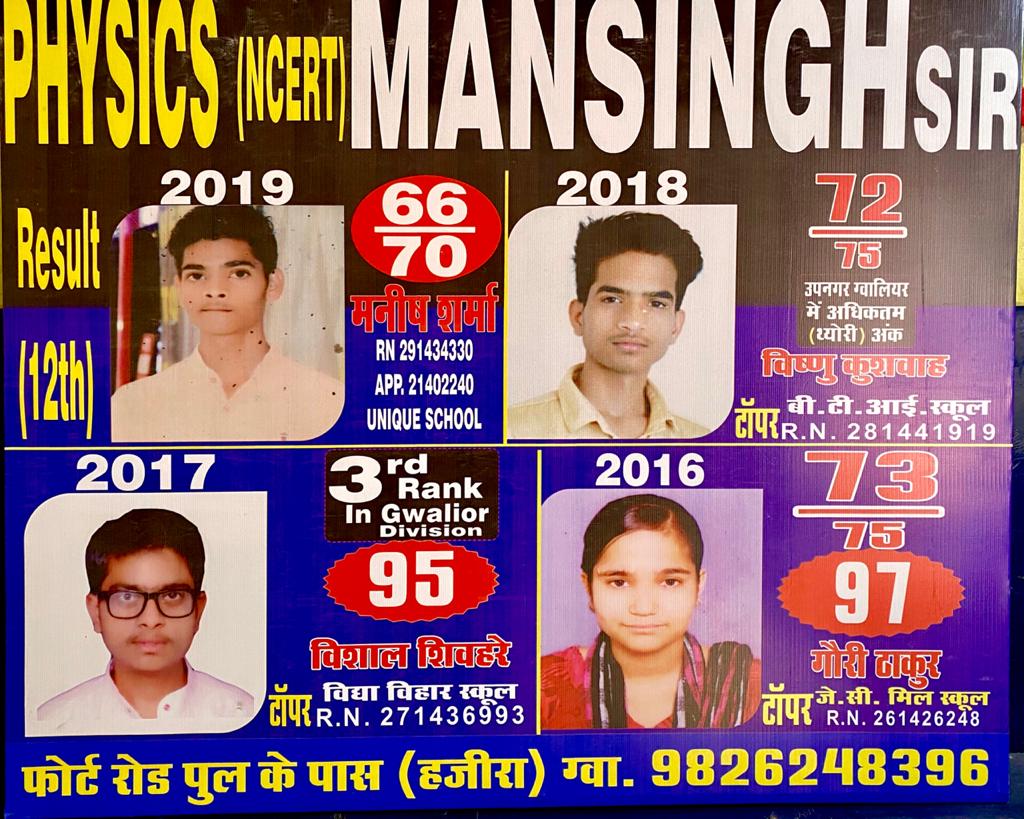 PHYSICS (NCERT) MANSINGH SIR
Result
(12th)
2019
66
70
मनीष शर्मा
RN 291434330
APP. 21402240
UNIQUE SCHOOL
2018
72
75
उपनगर ग्वालियर
में अधिकतम
(थ्योरी) अंक
विष्णु कुशवाह
टॉपर बी.टी.आई.स्कूल
R.N. 281441919
2017
3rd
Rank
In Gwalior
Division
95
विशाल शिवहरे
टॉपर विद्या विहार स्कूल
R.N. 271436993
2016
73
75
97
गौरी ठाकुर
टॉपर जे.सी. मिल स्कूल
R.N. 261426248
फोर्ट रोड पुल के पास (हजीरा) ग्वा. 9826248396